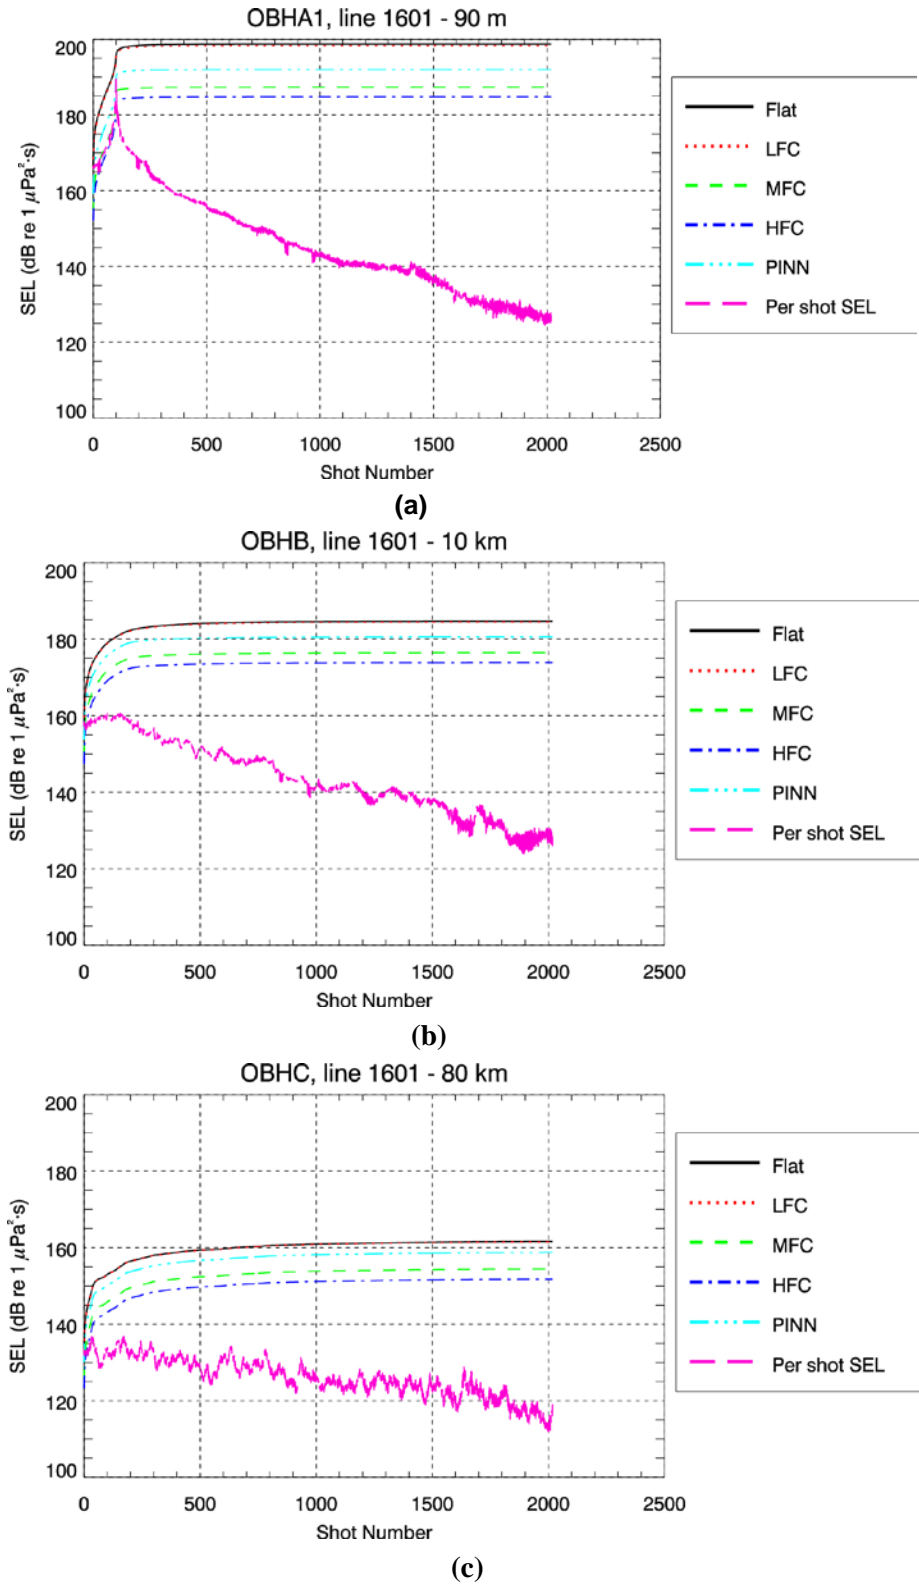 OBHA1, line 1601 - 90 m
SEL (dB re 1 µPa²·s)
200
180
160
140
120
100
0
500
1000
1500
2000
2500
Shot Number
Flat
LFC
MFC
HFC
PINN
Per shot SEL
(a)
OBHB, line 1601 - 10 km
SEL (dB re 1 µPa²·s)
200
180
160
140
120
100
0
500
1000
1500
2000
2500
Shot Number
Flat
LFC
MFC
HFC
PINN
Per shot SEL
(b)
OBHC, line 1601 - 80 km
SEL (dB re 1 µPa²·s)
200
180
160
140
120
100
0
500
1000
1500
2000
2500
Shot Number
Flat
LFC
MFC
HFC
PINN
Per shot SEL
(c)